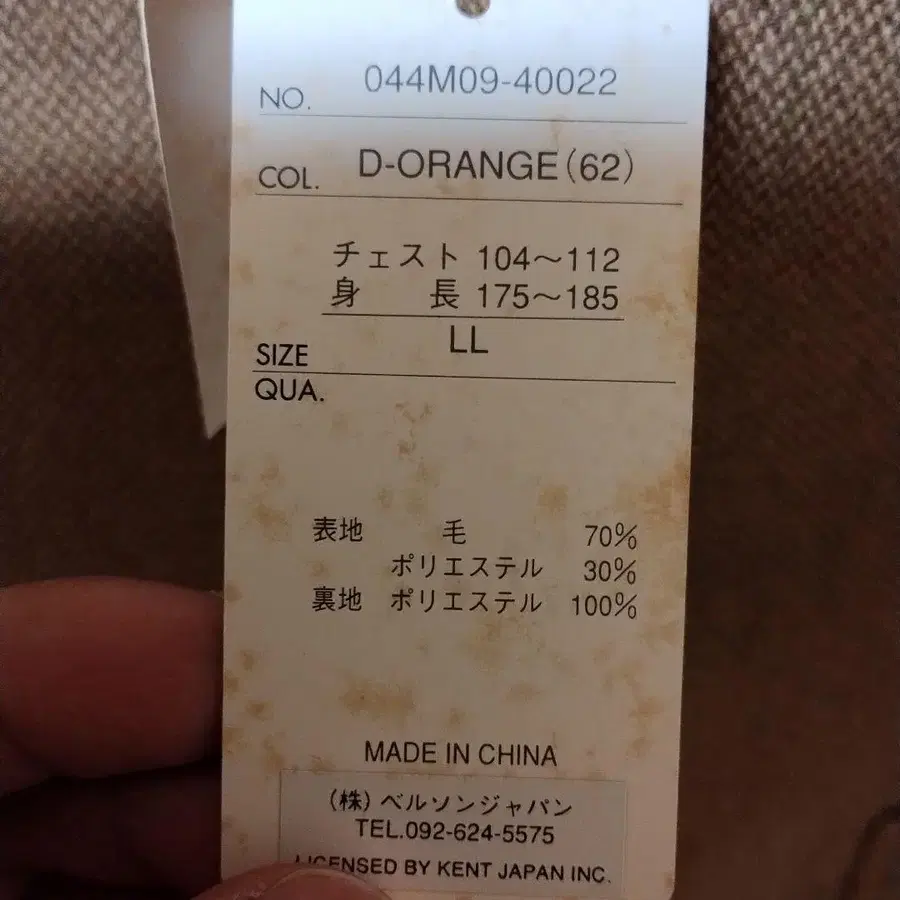 NO. 044M09-40022
COL. D-ORANGE(62)
チェスト 104～112
身 長 175～185
SIZE LL
QUA.
表地 毛 70%
ポリエステル 30%
裏地 ポリエステル 100%
MADE IN CHINA
(株)ベルソンジャパン
TEL.092-624-5575
LICENSED BY KENT JAPAN INC.